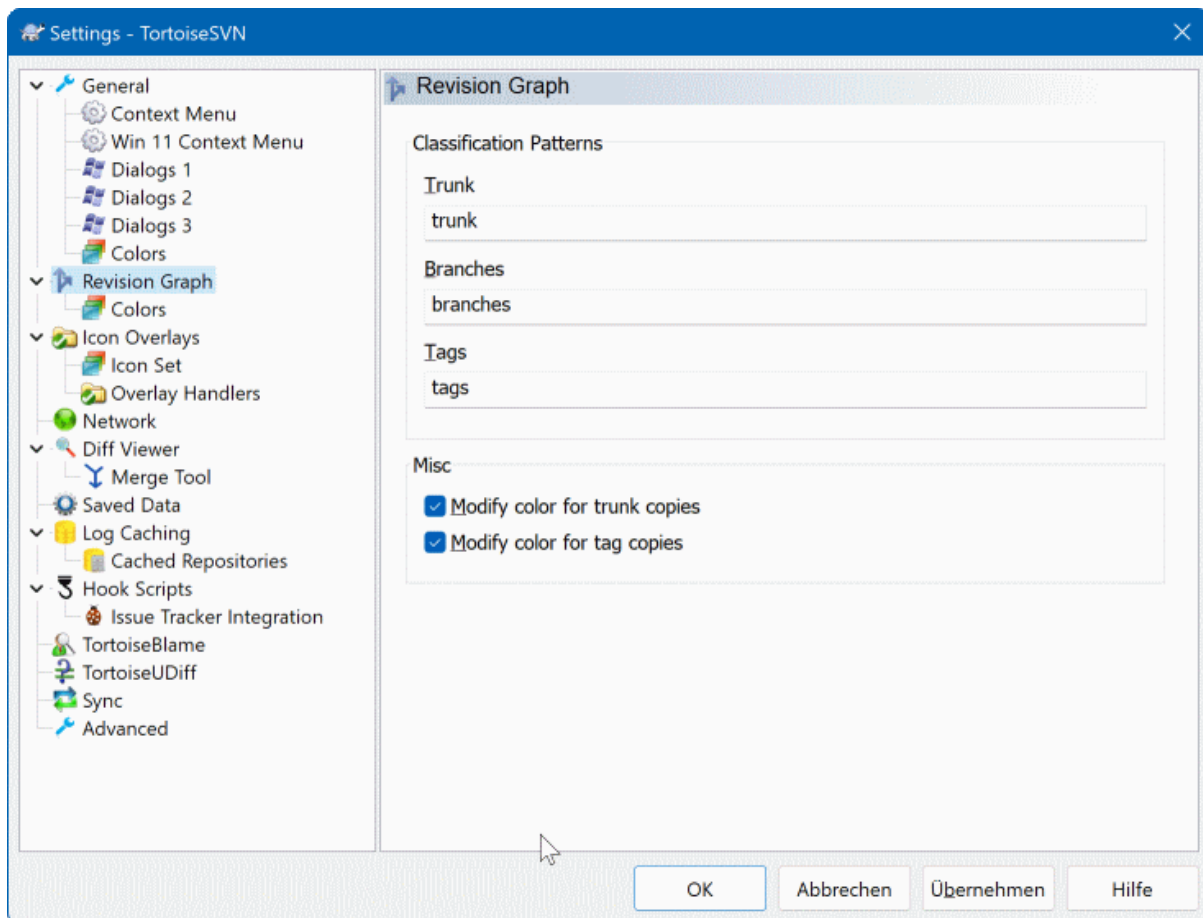 Settings - TortoiseSVN
General
Context Menu
Win 11 Context Menu
Dialogs 1
Dialogs 2
Dialogs 3
Colors
Revision Graph
Colors
Icon Overlays
Icon Set
Overlay Handlers
Network
Diff Viewer
Merge Tool
Saved Data
Log Caching
Cached Repositories
Hook Scripts
Issue Tracker Integration
TortoiseBlame
TortoiseUDiff
Sync
Advanced
Revision Graph
Classification Patterns
Trunk
trunk
Branches
branches
Tags
tags
Misc
Modify color for trunk copies
Modify color for tag copies
OK Abbrechen Übernehmen Hilfe